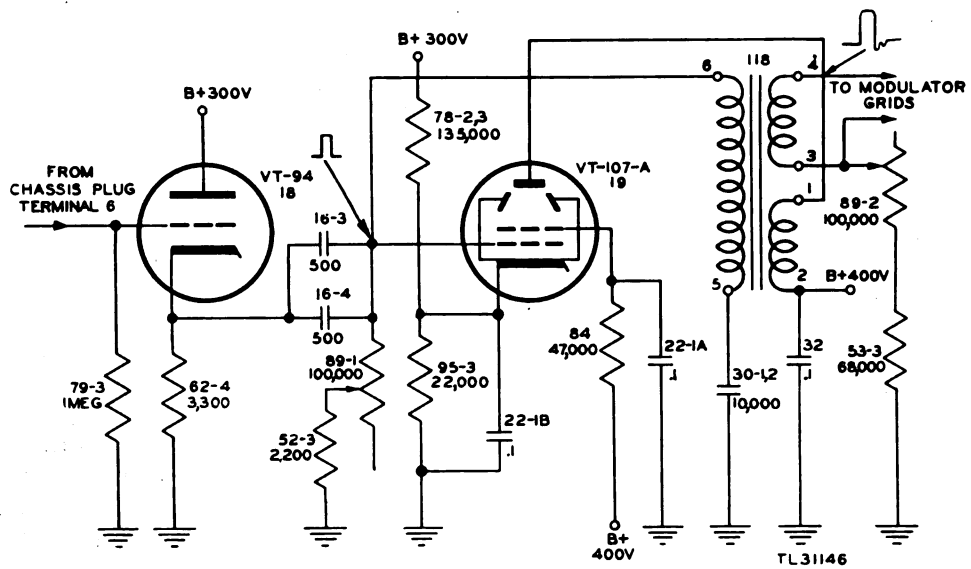 B+ 300V
B+300V
FROM
CHASSIS PLUG
TERMINAL 6
VT-94
18
78-2,3
135,000
VT-107-A
19
6
118
4
TO MODULATOR
GRIDS
3
1
89-2
100,000
16-3
500
16-4
500
5
2
B+400V
79-3
1MEG
62-4
3,300
89-1
100,000
52-3
2,200
95-3
22,000
22-1B
.1
84
47,000
22-1A
.1
30-1,2
10,000
32
.1
53-3
68,000
B+
400V
TL31146